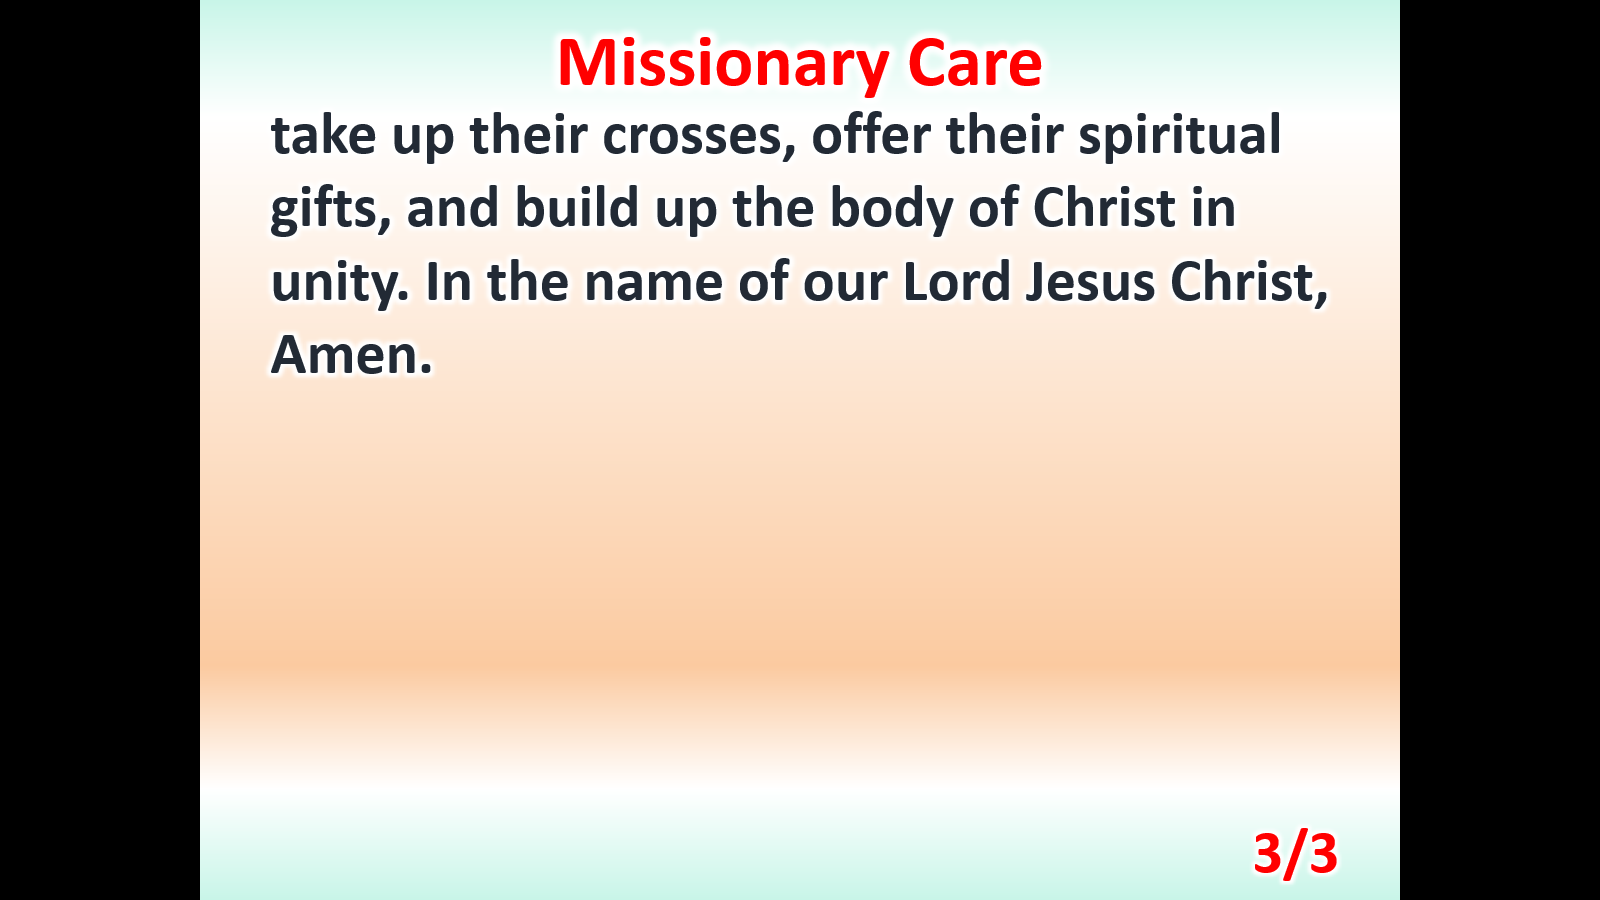 Missionary Care
take up their crosses, offer their spiritual
gifts, and build up the body of Christ in
unity. In the name of our Lord Jesus Christ,
Amen.
3/3